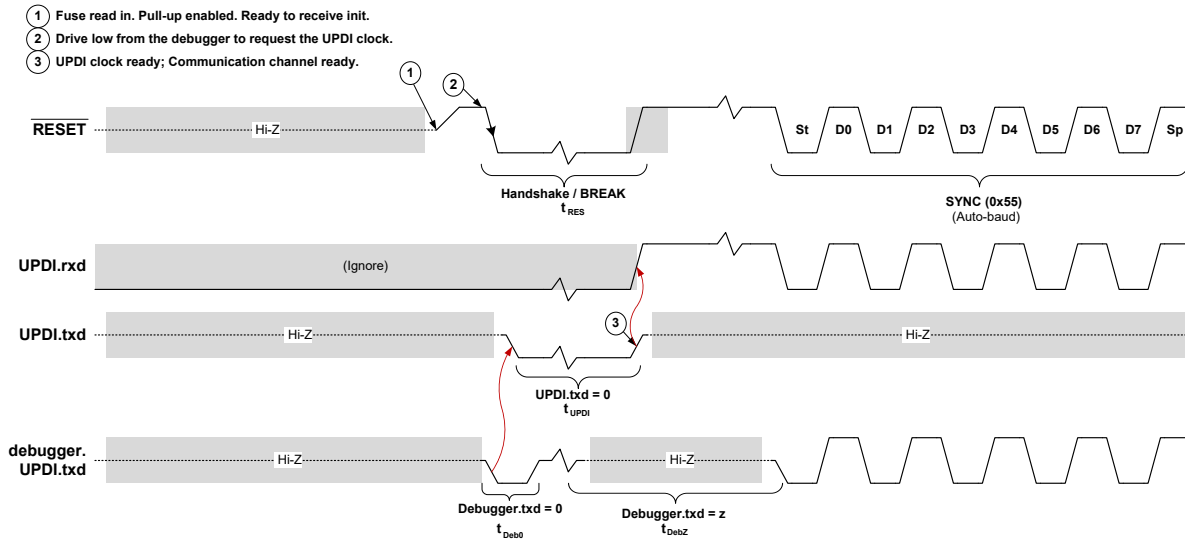 1 Fuse read in. Pull-up enabled. Ready to receive init.
2 Drive low from the debugger to request the UPDI clock.
3 UPDI clock ready; Communication channel ready.
1
2
RESET
Hi-Z
St D0 D1 D2 D3 D4 D5 D6 D7 Sp
Handshake / BREAK
tRES
SYNC (0x55)
(Auto-baud)
UPDI.rxd
(Ignore)
UPDI.txd
Hi-Z
3
Hi-Z
UPDI.txd = 0
tUPDI
debugger.
UPDI.txd
Hi-Z
Hi-Z
Debugger.txd = 0
tDeb0
Debugger.txd = z
tDebZ